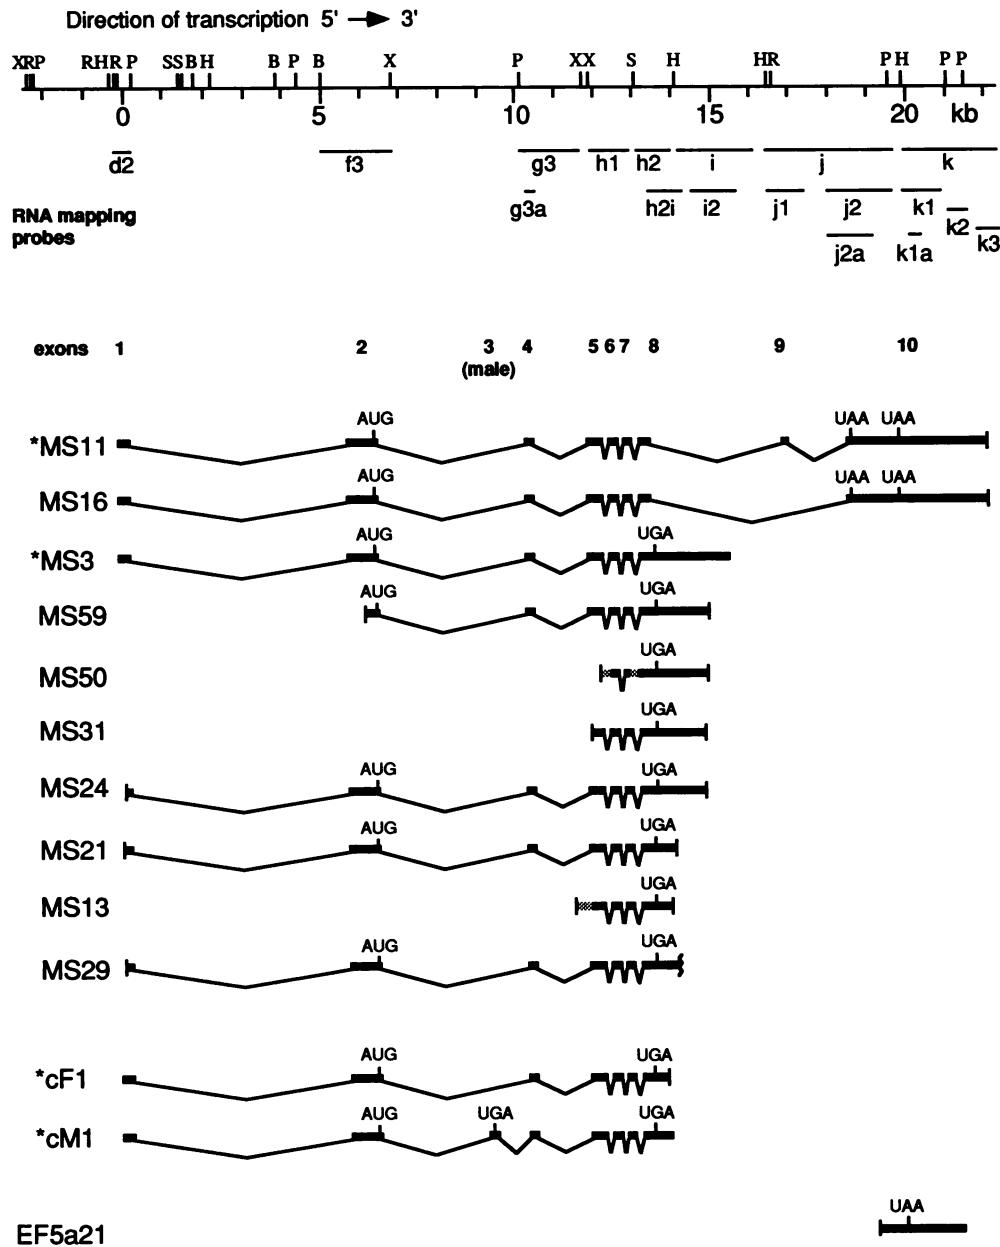 Direction of transcription 5' → 3'
XRP RHR P SSBH B P B X P XX S H HR P H P P
0 5 10 15 20 kb
d2 f3 g3 h1 h2 i j k
g3a h2i i2 j1 j2 k1 k2
RNA mapping
probes
j2a k1a k3
exons 1 2 3 4 5 6 7 8 9 10
(male)
AUG UAA UAA
*MS11
AUG UAA UAA
MS16
AUG UGA
*MS3
AUG UGA
MS59
UGA
MS50
UGA
MS31
AUG UGA
MS24
AUG UGA
MS21
UGA
MS13
AUG UGA
MS29
AUG UGA
*cF1
AUG UGA UGA
*cM1
UAA
EF5a21